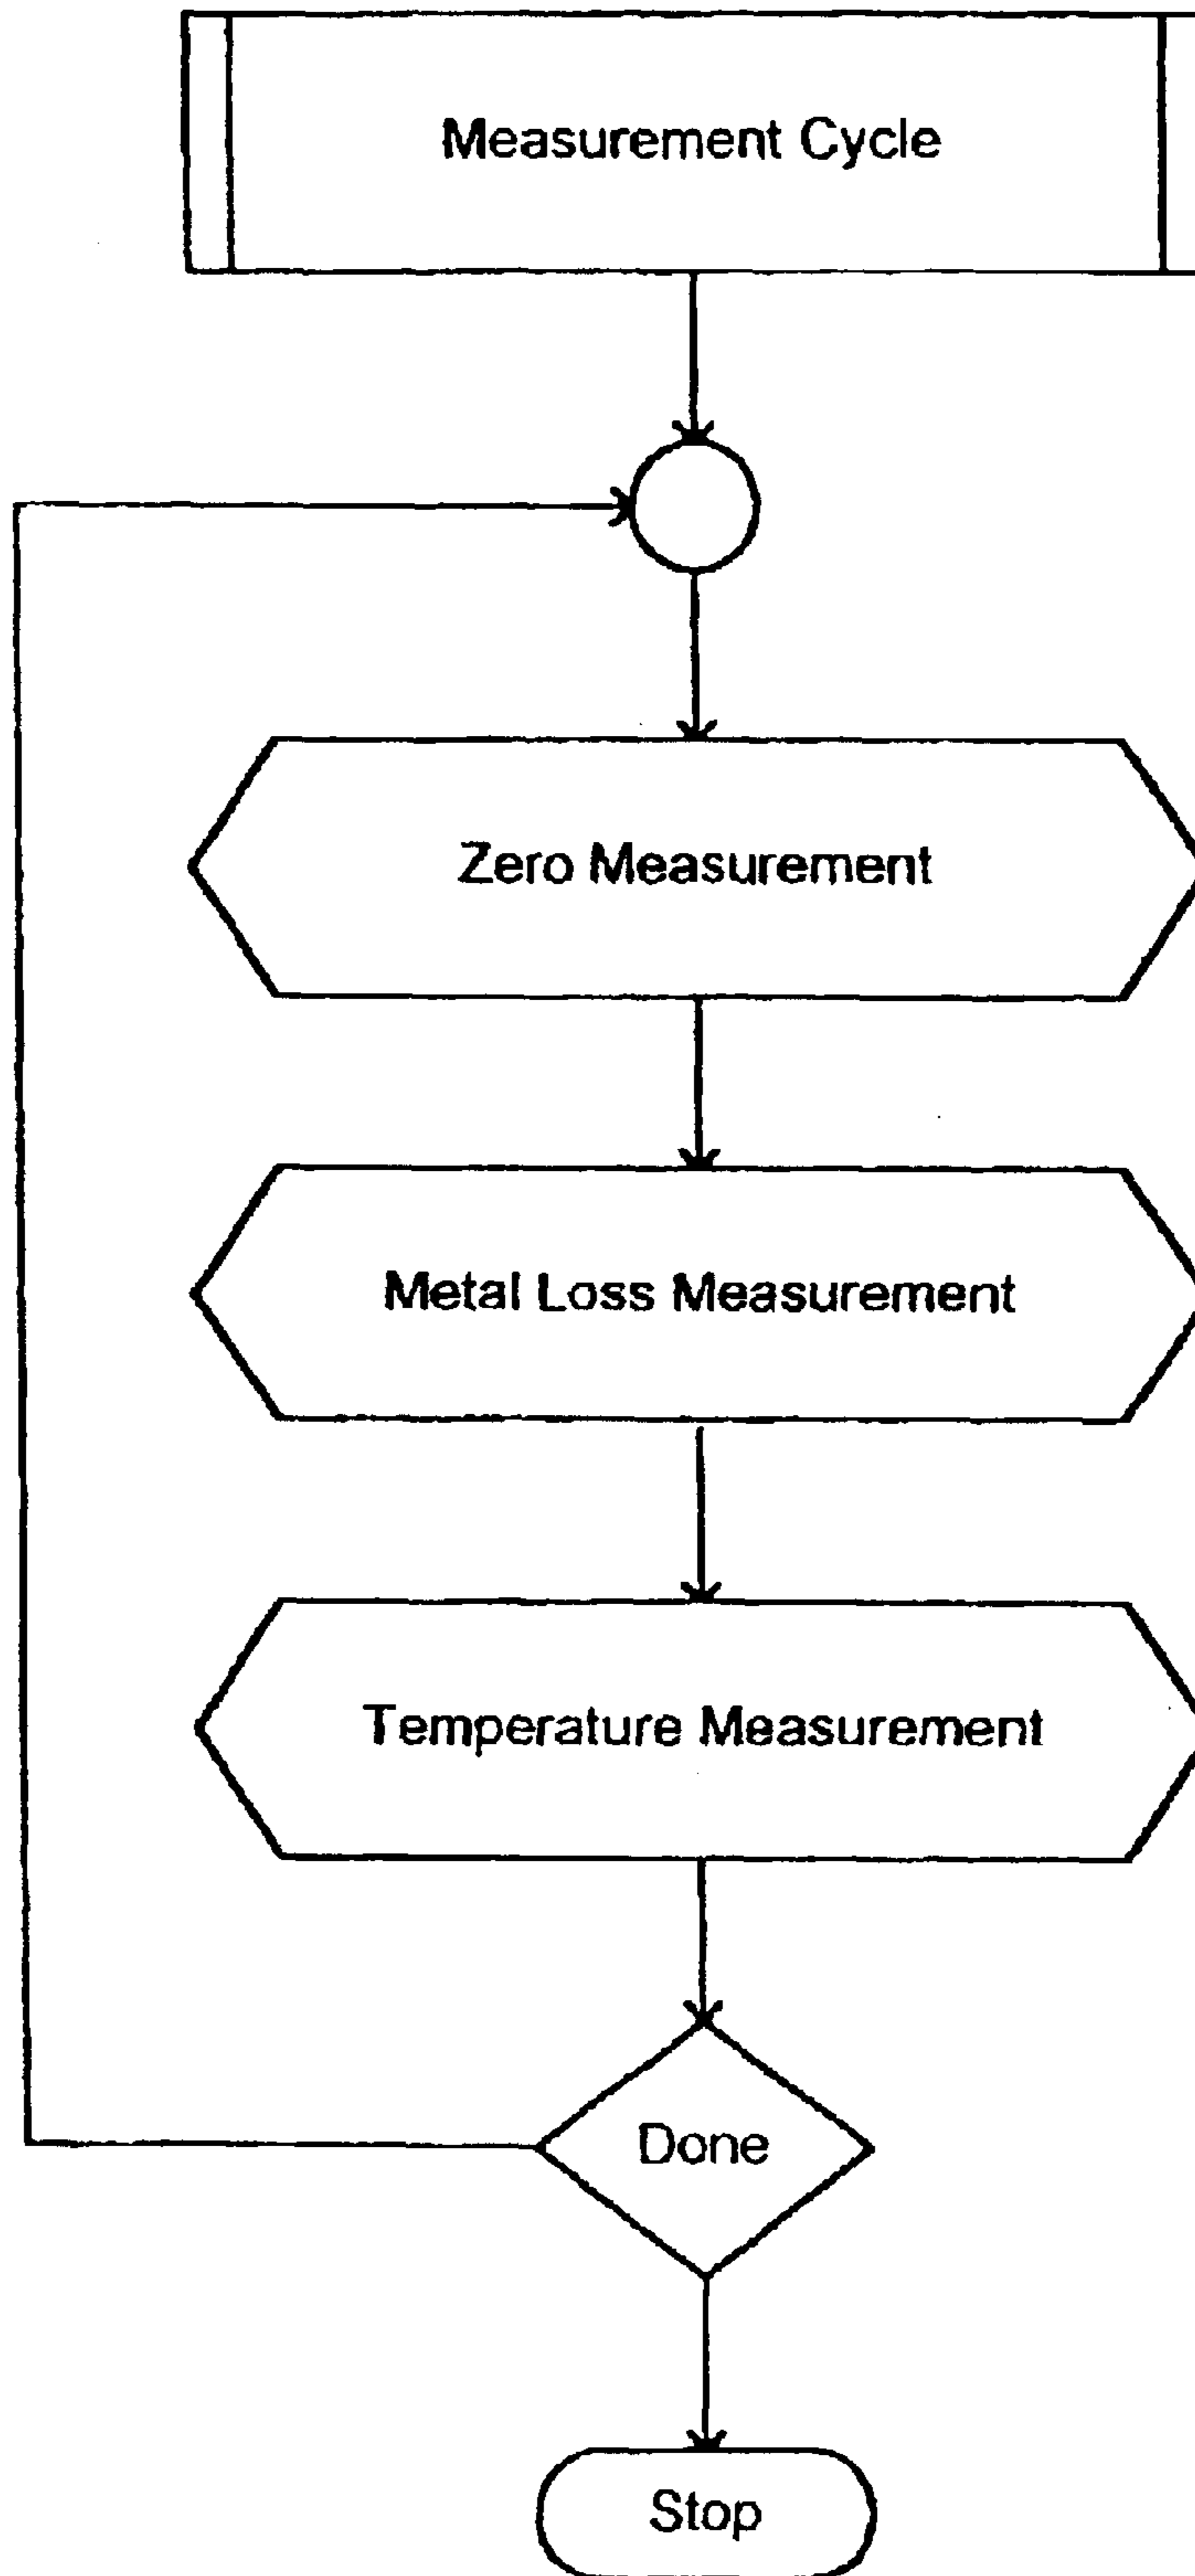 Measurement Cycle
Zero Measurement
Metal Loss Measurement
Temperature Measurement
Done
Stop